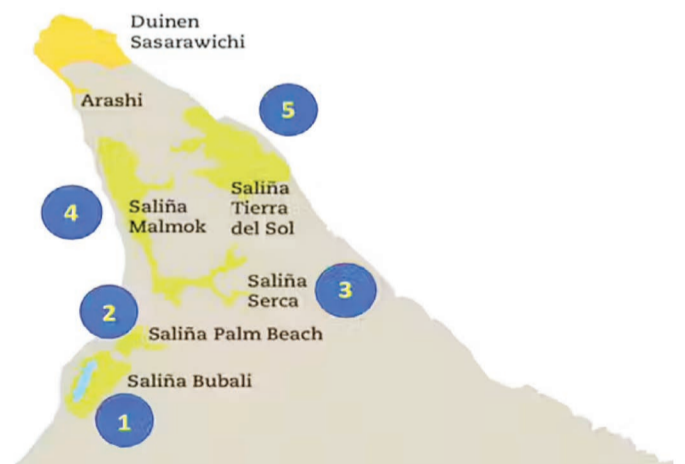 Duinen
Sasarawichi
Arashi
5
Saliña
Tierra
del Sol
4
Saliña
Malmok
Saliña
Serca
3
2
Saliña Palm Beach
Saliña Bubali
1